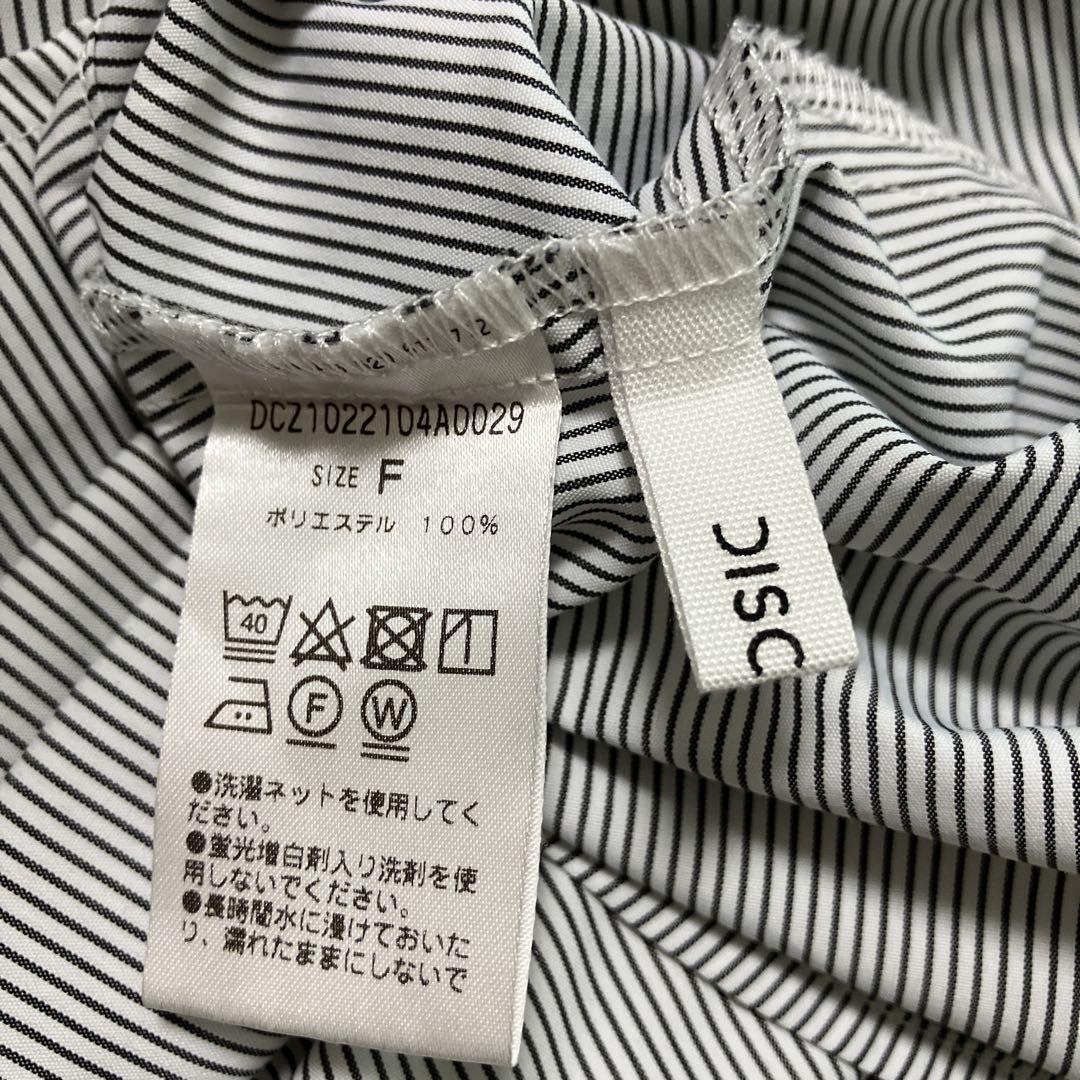 DCZ1022104A0029
SIZE F
ポリエステル 100%
40
F
W
●洗濯ネットを使用してく
ださい。
●蛍光増白剤入り洗剤を使
用しないでください。
●長時間水に浸けておいた
り、濡れたままにしないで
DISC